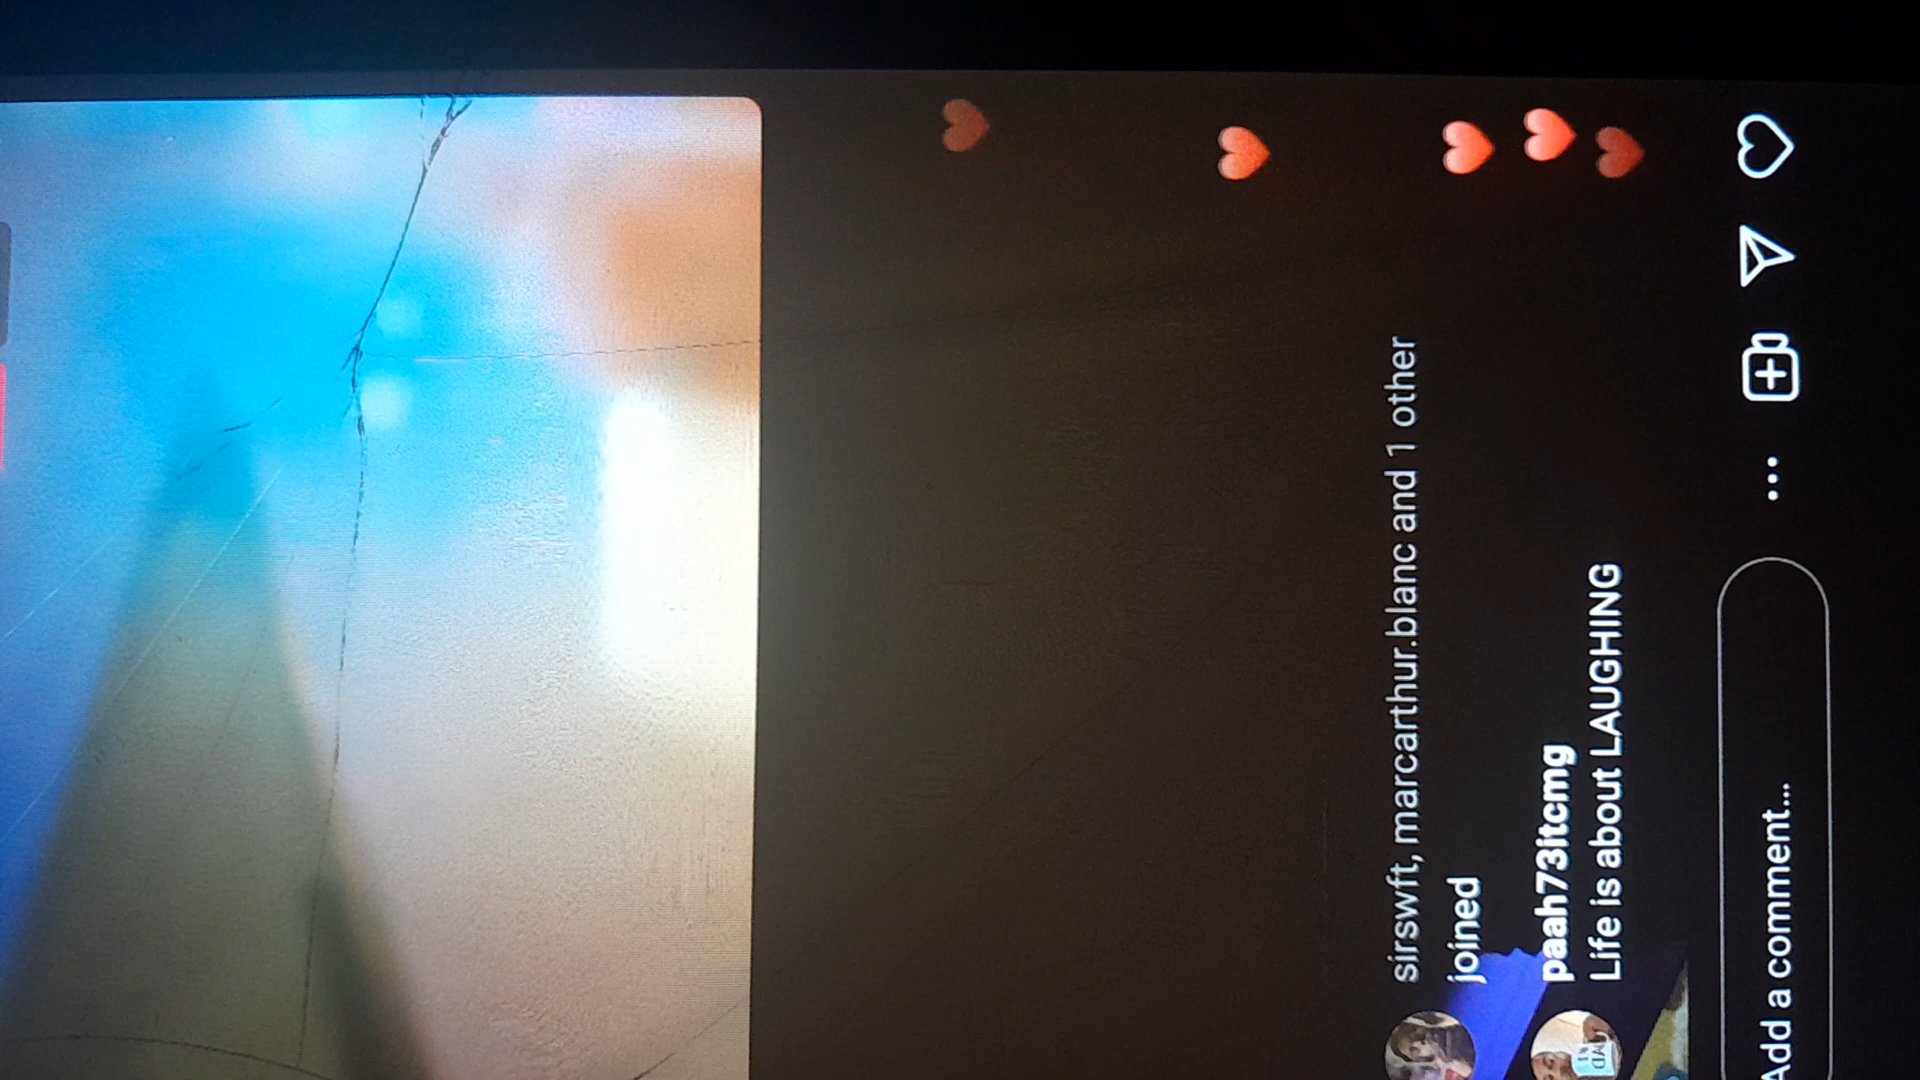 sirswft, marcarthur.blanc and 1 other
joined
paah73itcmg
Life is about LAUGHING
Add a comment...